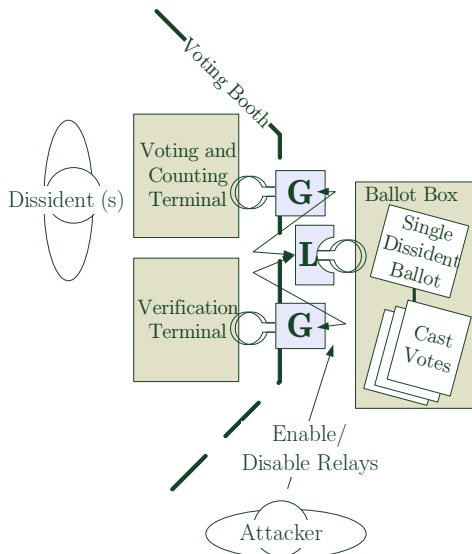 Voting Booth
Voting and
Counting
Terminal
G
Dissident (s)
Ballot Box
Single
Dissident
Ballot
L
Verification
Terminal
G
Cast
Votes
Enable/
Disable Relays
Attacker